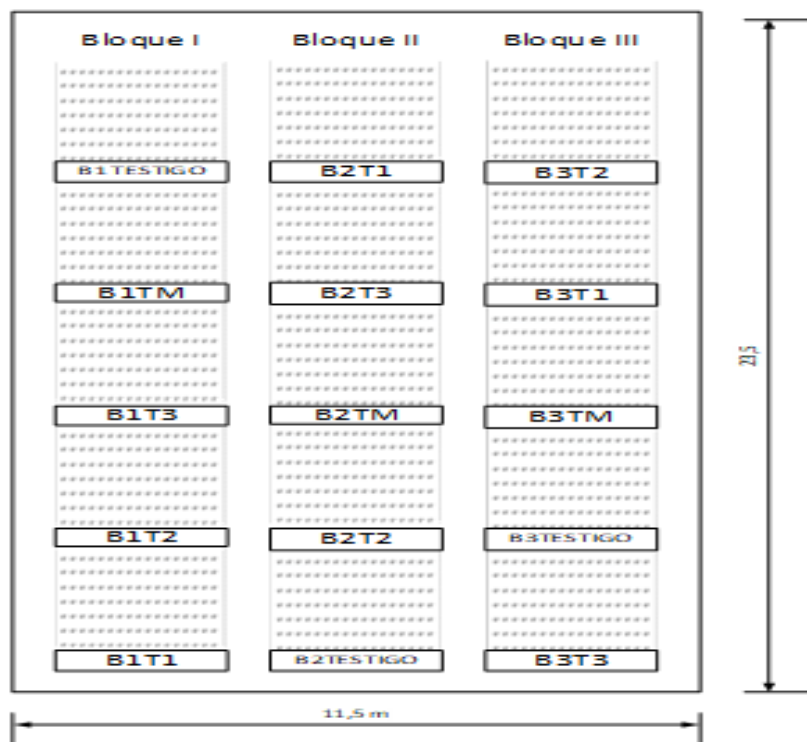 Bloque I Bloque II Bloque III
B1TESTIGO B2T1 B3T2
B1TM B2T3 B3T1
B1T3 B2TM B3TM
B1T2 B2T2 B3TESTIGO
B1T1 B2TESTIGO B3T3
23,5
11,5 m